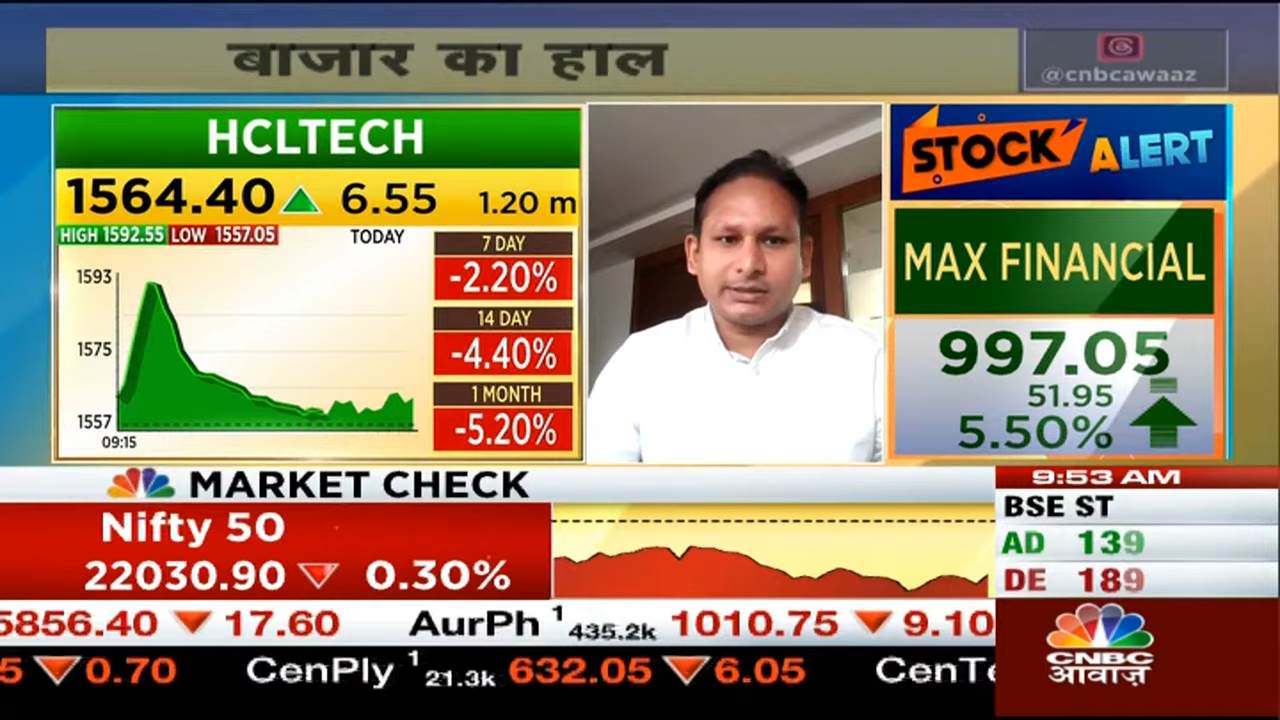 बाजार का हाल
@cnbcawaaz
HCLTECH
1564.40 ▲ 6.55 1.20 m
HIGH 1592.55 LOW 1557.05
TODAY
1593
1575
1557
09:15
7 DAY
-2.20%
14 DAY
-4.40%
1 MONTH
-5.20%
STOCK ALERT
MAX FINANCIAL
997.05
51.95
5.50%
MARKET CHECK
Nifty 50
22030.90 ▼ 0.30%
9:53 AM
BSE ST
AD 139
DE 189
5856.40 ▼ 17.60 AurPh 1 435.2k 1010.75 ▼ 9.10
5 ▼ 0.70 CenPly 1 21.3k 632.05 ▼ 6.05 CenTe
CNBC
आवाज़